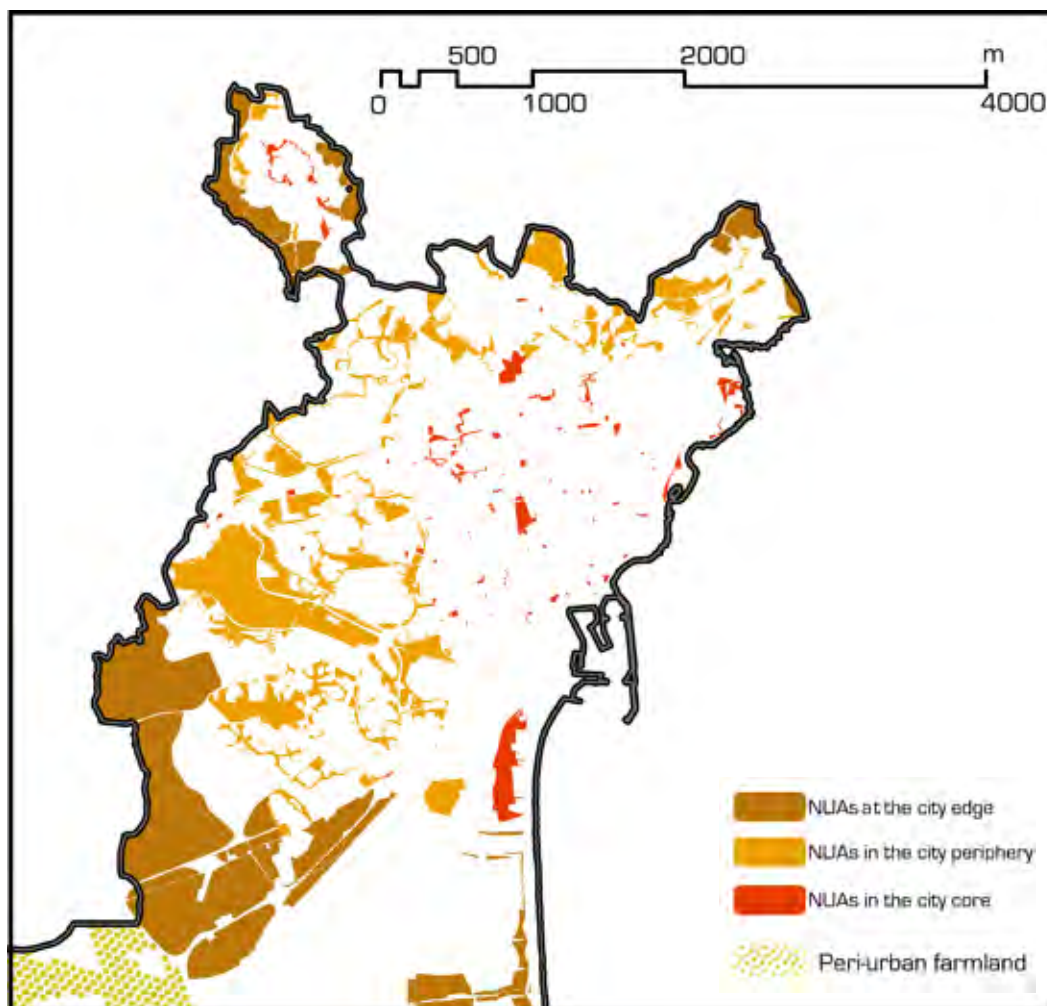 500 2000 m
0 1000 4000
NUAs at the city edge
NUAs in the city periphery
NUAs in the city core
Peri-urban farmland